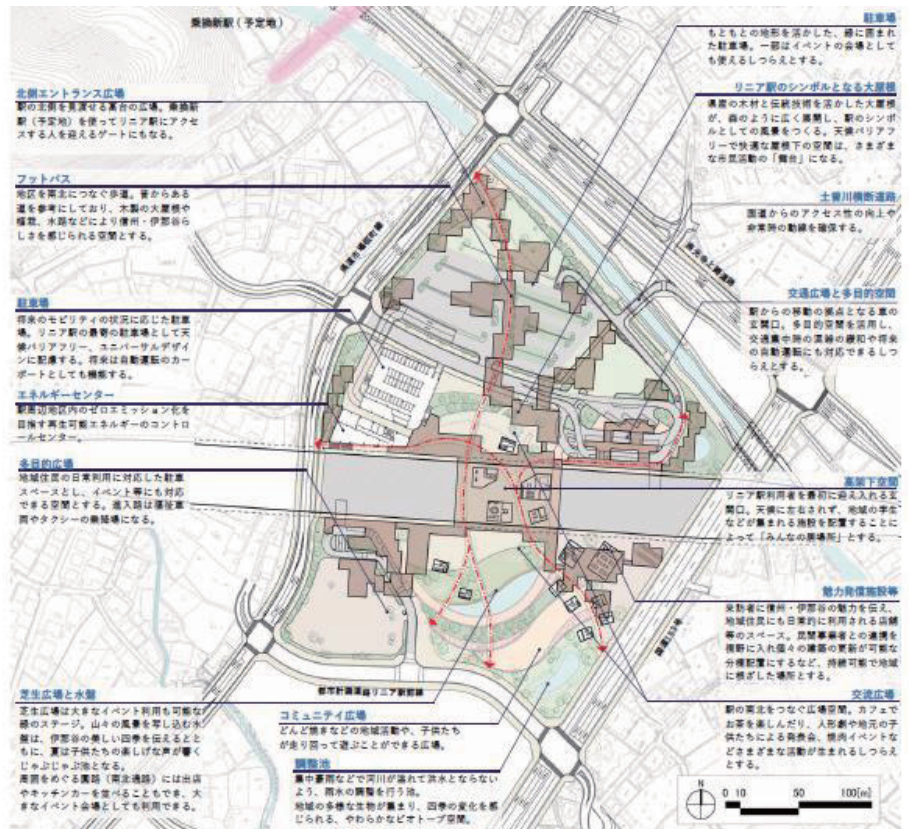 乗換新駅(予定地)
北側エントランス広場
駅の北側を見渡せる高台の広場。乗換新
駅(予定地)を使ってリニア駅にアクセ
スする人を迎えるゲートにもなる。
フットパス
地区を南北につなぐ歩道。昔からある
道を参考にしており、木製の大屋根や
植栽、水路などにより信州・伊那谷ら
しさを感じられる空間とする。
駐車場
将来のモビリティの状況に応じた駐車
場。リニア駅の最寄の駐車場として天
候バリアフリー、ユニバーサルデザイ
ンに配慮する。将来は自動運転のカー
ポートとしても機能する。
エネルギーセンター
駅周辺地区内のゼロエミッション化を
目指す再生可能エネルギーのコントロ
ールセンター。
多目的広場
地域住民の日常利用に対応した駐車
スペースとし、イベント等にも対応
できる空間とする。進入路は福祉車
両やタクシーの乗降場になる。
芝生広場と水盤
芝生広場は大きなイベント利用も可能な
緑のステージ。山々の風景を写し込む水
盤は、伊那谷の美しい四季を伝えるとと
もに、夏は子供たちの楽しげな声が響く
じゃぶじゃぶ池となる。
周囲をめぐる園路(南北通路)には出店
やキッチンカーを並べることもでき、大
きなイベント会場としても利用できる。
コミュニティ広場
どんど焼きなどの地域活動や、子供たち
が走り回って遊ぶことができる広場。
調整池
集中豪雨などで河川が溢れて洪水とならない
よう、雨水の調整を行う池。
地域の多様な生物が集まり、四季の変化を感
じられる、やわらかなビオトープ空間。
駐車場
もともとの地形を活かした、緑に囲まれ
た駐車場。一部はイベントの会場として
も使えるしつらえとする。
リニア駅のシンボルとなる大屋根
県産の木材と伝統技術を活かした大屋根
が、森のように広く展開し、駅のシンボ
ルとしての風景をつくる。天候バリアフ
リーで快適な屋根下の空間は、さまざま
な市民活動の「舞台」になる。
土曽川横断道路
国道からのアクセス性の向上や
非常時の動線を確保する。
交通広場と多目的空間
駅からの移動の拠点となる車の
玄関口。多目的空間を活用し、
交通集中時の混雑の緩和や将来
の自動運転にも対応できるしつ
らえとする。
高架下空間
リニア駅利用者を最初に迎え入れる玄
関口。天候に左右されず、地域の学生
などが集まれる施設を配置することに
よって「みんなの居場所」とする。
魅力発信施設等
来訪者に信州・伊那谷の魅力を伝え、
地域住民にも日常的に利用される店舗
等のスペース。民間事業者との連携を
視野に入れ個々の建築の更新が可能な
分棟配置にするなど、持続可能で地域
に根ざした場所とする。
交流広場
駅の南北をつなぐ広場空間。カフェで
お茶を楽しんだり、人形劇や地元の子
供たちによる発表会、焼肉イベントな
どさまざまな活動が生まれるしつらえ
とする。
都市計画道路リニア駅前線
国道153号
N
0 10 50 100[m]